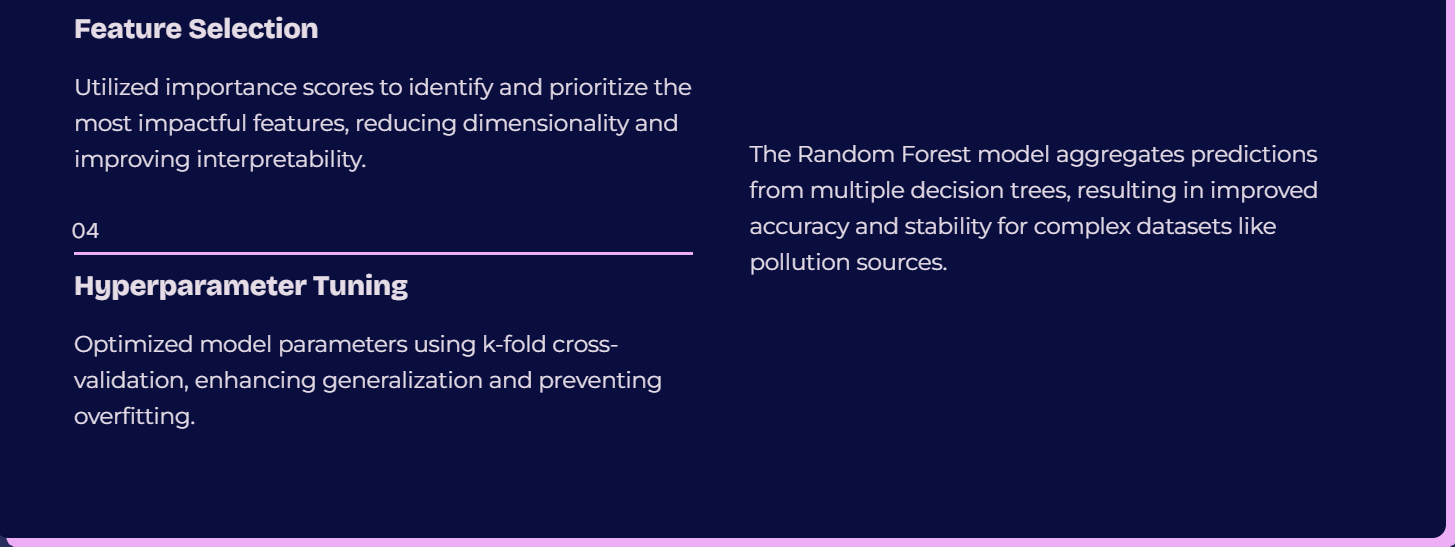 Feature Selection
Utilized importance scores to identify and prioritize the
most impactful features, reducing dimensionality and
improving interpretability.
04
Hyperparameter Tuning
Optimized model parameters using k-fold cross-
validation, enhancing generalization and preventing
overfitting.
The Random Forest model aggregates predictions
from multiple decision trees, resulting in improved
accuracy and stability for complex datasets like
pollution sources.